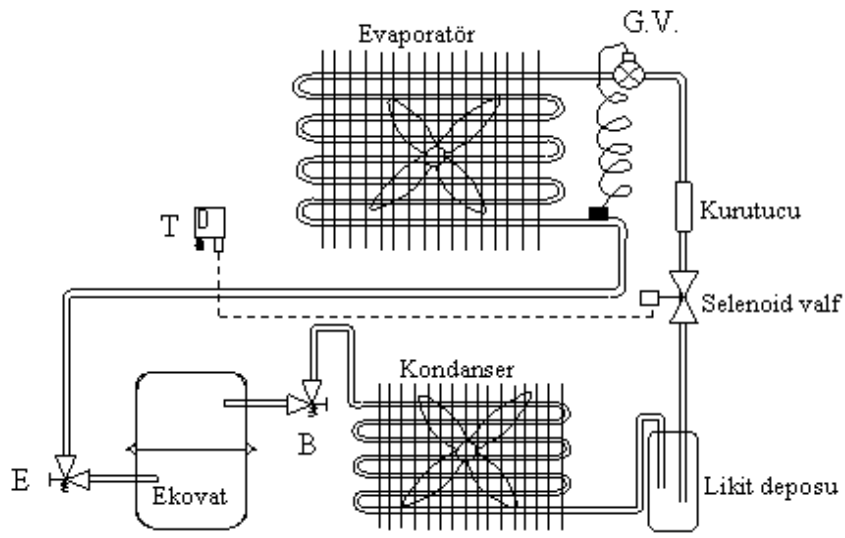 Evaporatör
G.V.
T
Kurutucu
Selenoid valf
Kondanser
B
E
Ekovat
Likit deposu